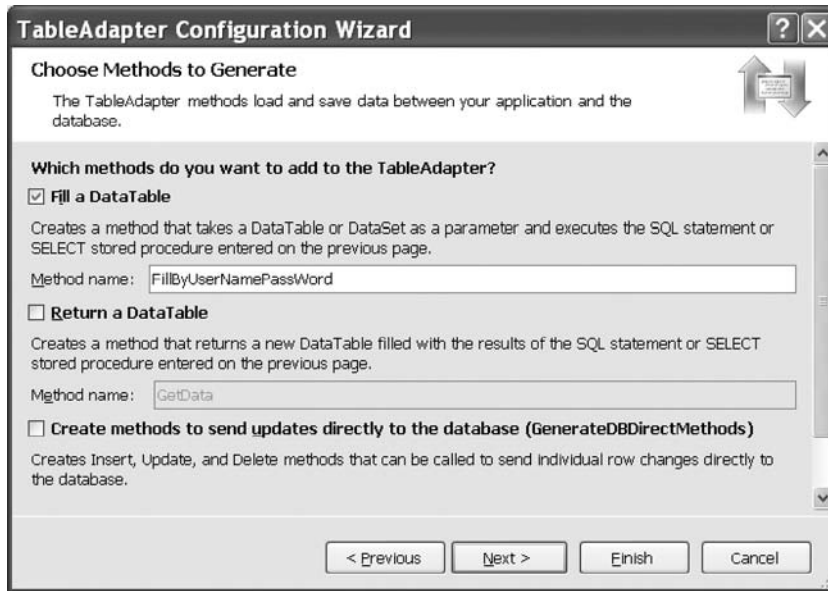 TableAdapter Configuration Wizard
Choose Methods to Generate
The TableAdapter methods load and save data between your application and the
database.
Which methods do you want to add to the TableAdapter?
Fill a DataTable
Creates a method that takes a DataTable or DataSet as a parameter and executes the SQL statement or
SELECT stored procedure entered on the previous page.
Method name: FillByUserNamePassWord
Return a DataTable
Creates a method that returns a new DataTable filled with the results of the SQL statement or SELECT
stored procedure entered on the previous page.
Method name: GetData
Create methods to send updates directly to the database (GenerateDBDirectMethods)
Creates Insert, Update, and Delete methods that can be called to send individual row changes directly to
the database.
< Previous Next > Finish Cancel